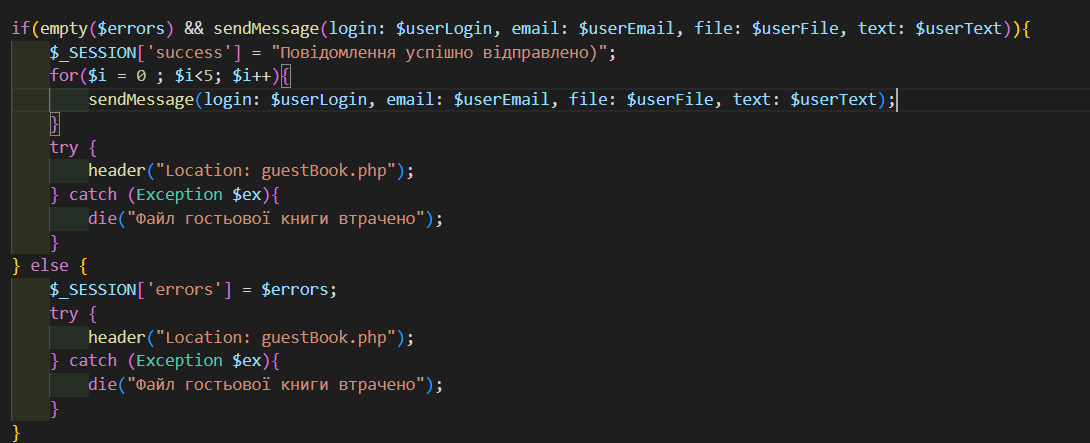 if(empty($errors) && sendMessage(login: $userLogin, email: $userEmail, file: $userFile, text: $userText)){
    $_SESSION['success'] = "Повідомлення успішно відправлено)";
    for($i = 0 ; $i<5; $i++){
        sendMessage(login: $userLogin, email: $userEmail, file: $userFile, text: $userText);
    }
    try {
        header("Location: guestBook.php");
    } catch (Exception $ex){
        die("Файл гостьової книги втрачено");
    }
} else {
    $_SESSION['errors'] = $errors;
    try {
        header("Location: guestBook.php");
    } catch (Exception $ex){
        die("Файл гостьової книги втрачено");
    }
}